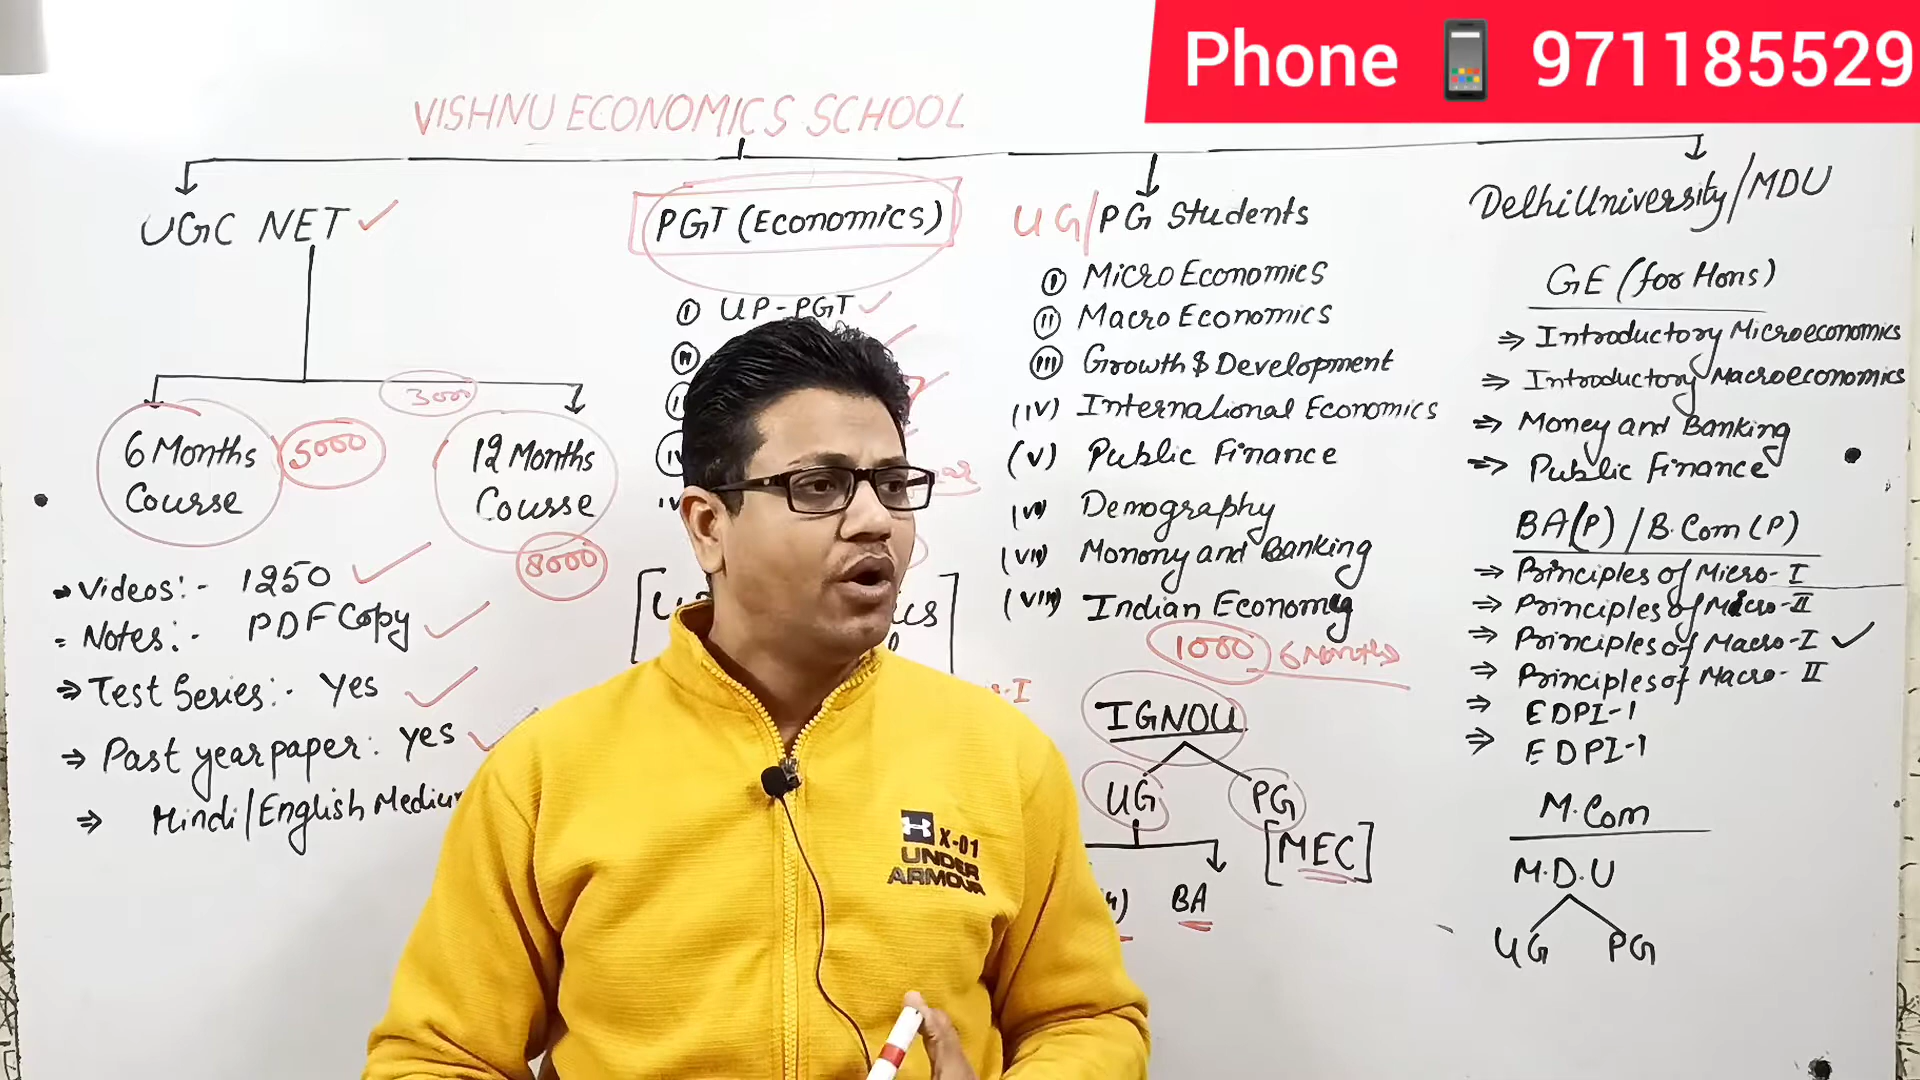 Phone 971185529
VISHNU ECONOMICS SCHOOL
UGC NET
3000
6 Months
Course
5000
12 Months
Course
8000
→ Videos:- 1250
= Notes:- PDF Copy
⇒ Test Series:- Yes
⇒ Past year paper: Yes
⇒ Hindi/English
PGT (Economics)
(I) UP-PGT
(II)
UG/PG Students
(I) Micro Economics
(II) Macro Economics
(III) Growth & Development
(IV) International Economics
(V) Public Finance
Demography
(VII) Monony and Banking
(VIII) Indian
1000 6 Months
IGNOU
UG PG
[MEC]
BA
Delhi University/MDU
GE (for Hons)
⇒ Introductory Microeconomics
⇒ Introductory Macroeconomics
⇒ Money and Banking
⇒ Public Finance
BA(P) / B.Com (P)
⇒ Principles of Micro-I
⇒ Principles of Micro-II
⇒ Principles of Macro-I
⇒ Principles of Macro-II
⇒ EDPI-1
⇒ EDPI-1
M.Com
M.D.U
UG PG
X-01
UNDER
ARMOUR